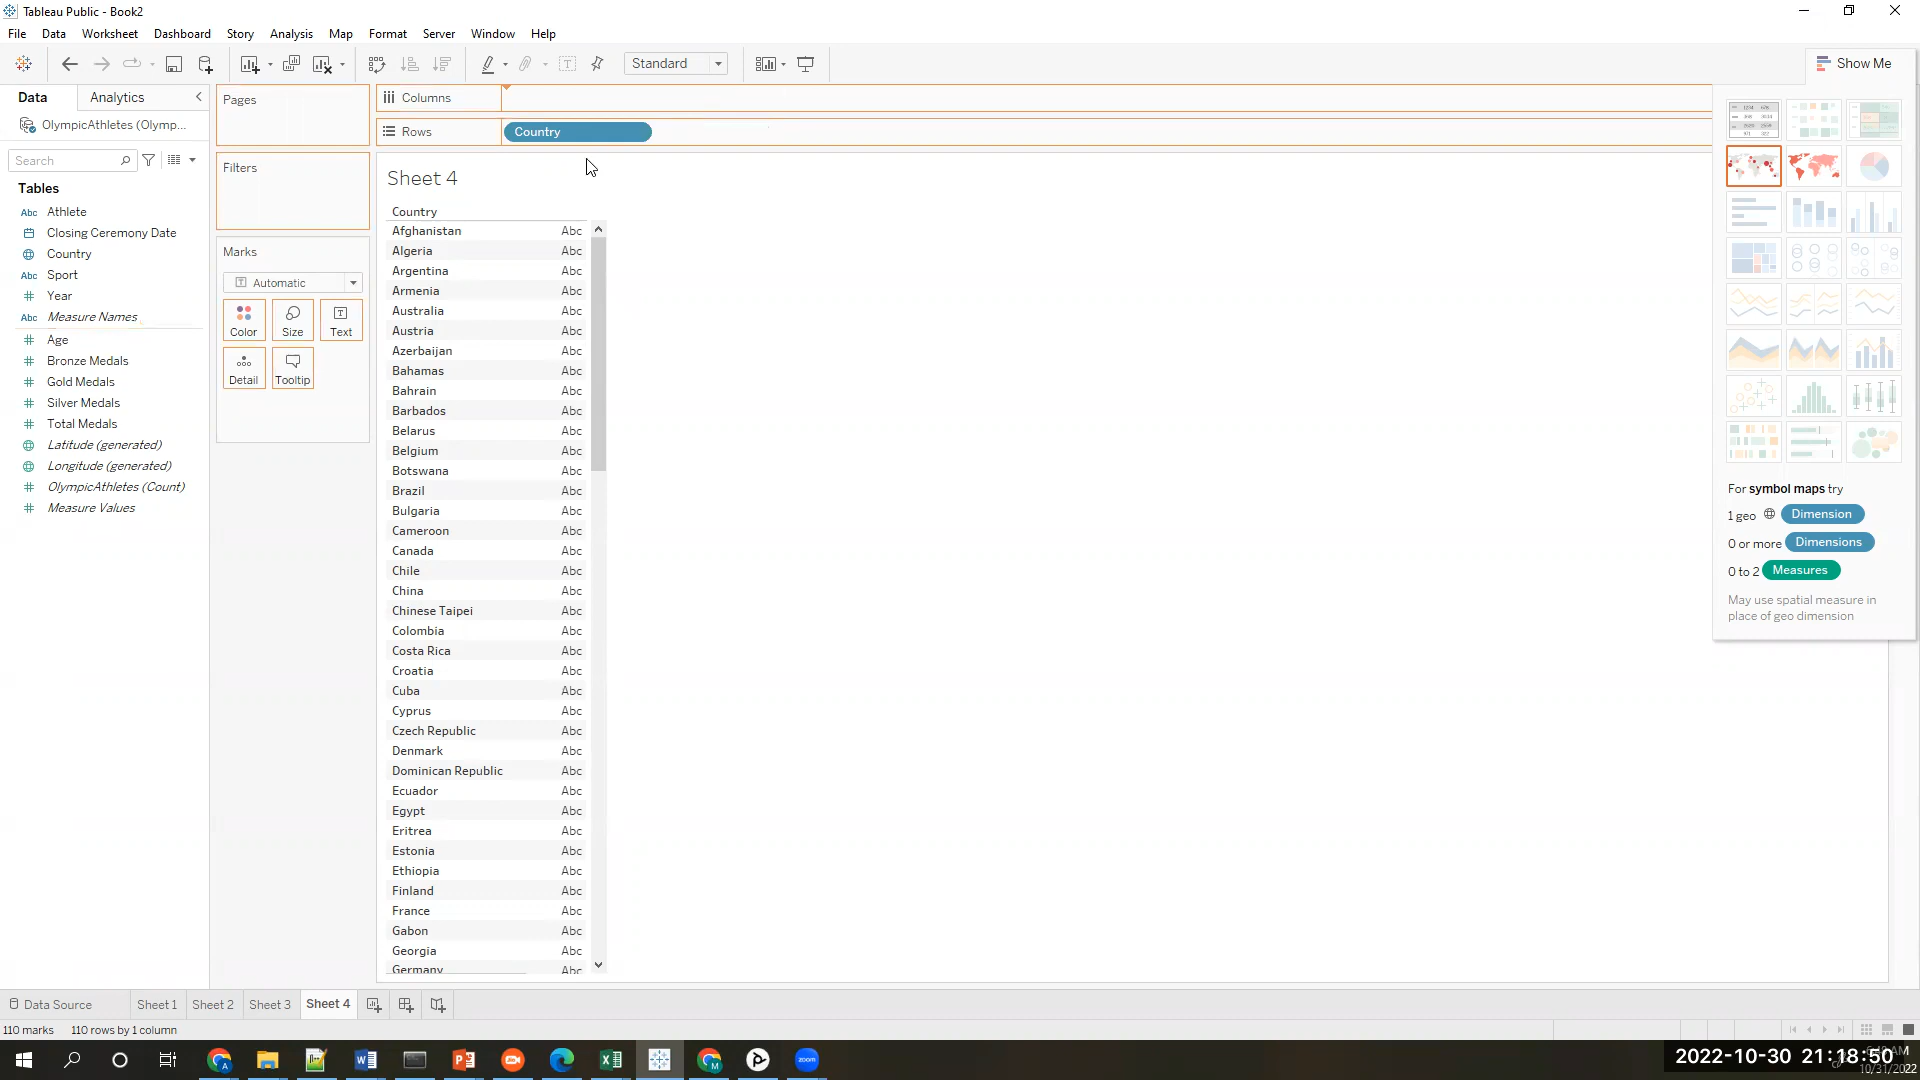 Tableau Public - Book2
File Data Worksheet Dashboard Story Analysis Map Format Server Window Help
Standard
Show Me
Data Analytics
OlympicAthletes (Olymp...
Search
Tables
Abc Athlete
Closing Ceremony Date
Country
Abc Sport
Year
Abc Measure Names
Age
Bronze Medals
Gold Medals
Silver Medals
Total Medals
Latitude (generated)
Longitude (generated)
OlympicAthletes (Count)
Measure Values
Pages
Filters
Marks
Automatic
Color Size Text
Detail Tooltip
Columns
Rows Country
Sheet 4
Country
Afghanistan Abc
Algeria Abc
Argentina Abc
Armenia Abc
Australia Abc
Austria Abc
Azerbaijan Abc
Bahamas Abc
Bahrain Abc
Barbados Abc
Belarus Abc
Belgium Abc
Botswana Abc
Brazil Abc
Bulgaria Abc
Cameroon Abc
Canada Abc
Chile Abc
China Abc
Chinese Taipei Abc
Colombia Abc
Costa Rica Abc
Croatia Abc
Cuba Abc
Cyprus Abc
Czech Republic Abc
Denmark Abc
Dominican Republic Abc
Ecuador Abc
Egypt Abc
Eritrea Abc
Estonia Abc
Ethiopia Abc
Finland Abc
France Abc
Gabon Abc
Georgia Abc
Germany Abc
For symbol maps try
1 geo Dimension
0 or more Dimensions
0 to 2 Measures
May use spatial measure in
place of geo dimension
Data Source Sheet 1 Sheet 2 Sheet 3 Sheet 4
110 marks 110 rows by 1 column
2022-10-30 21:18:50
10/31/2022